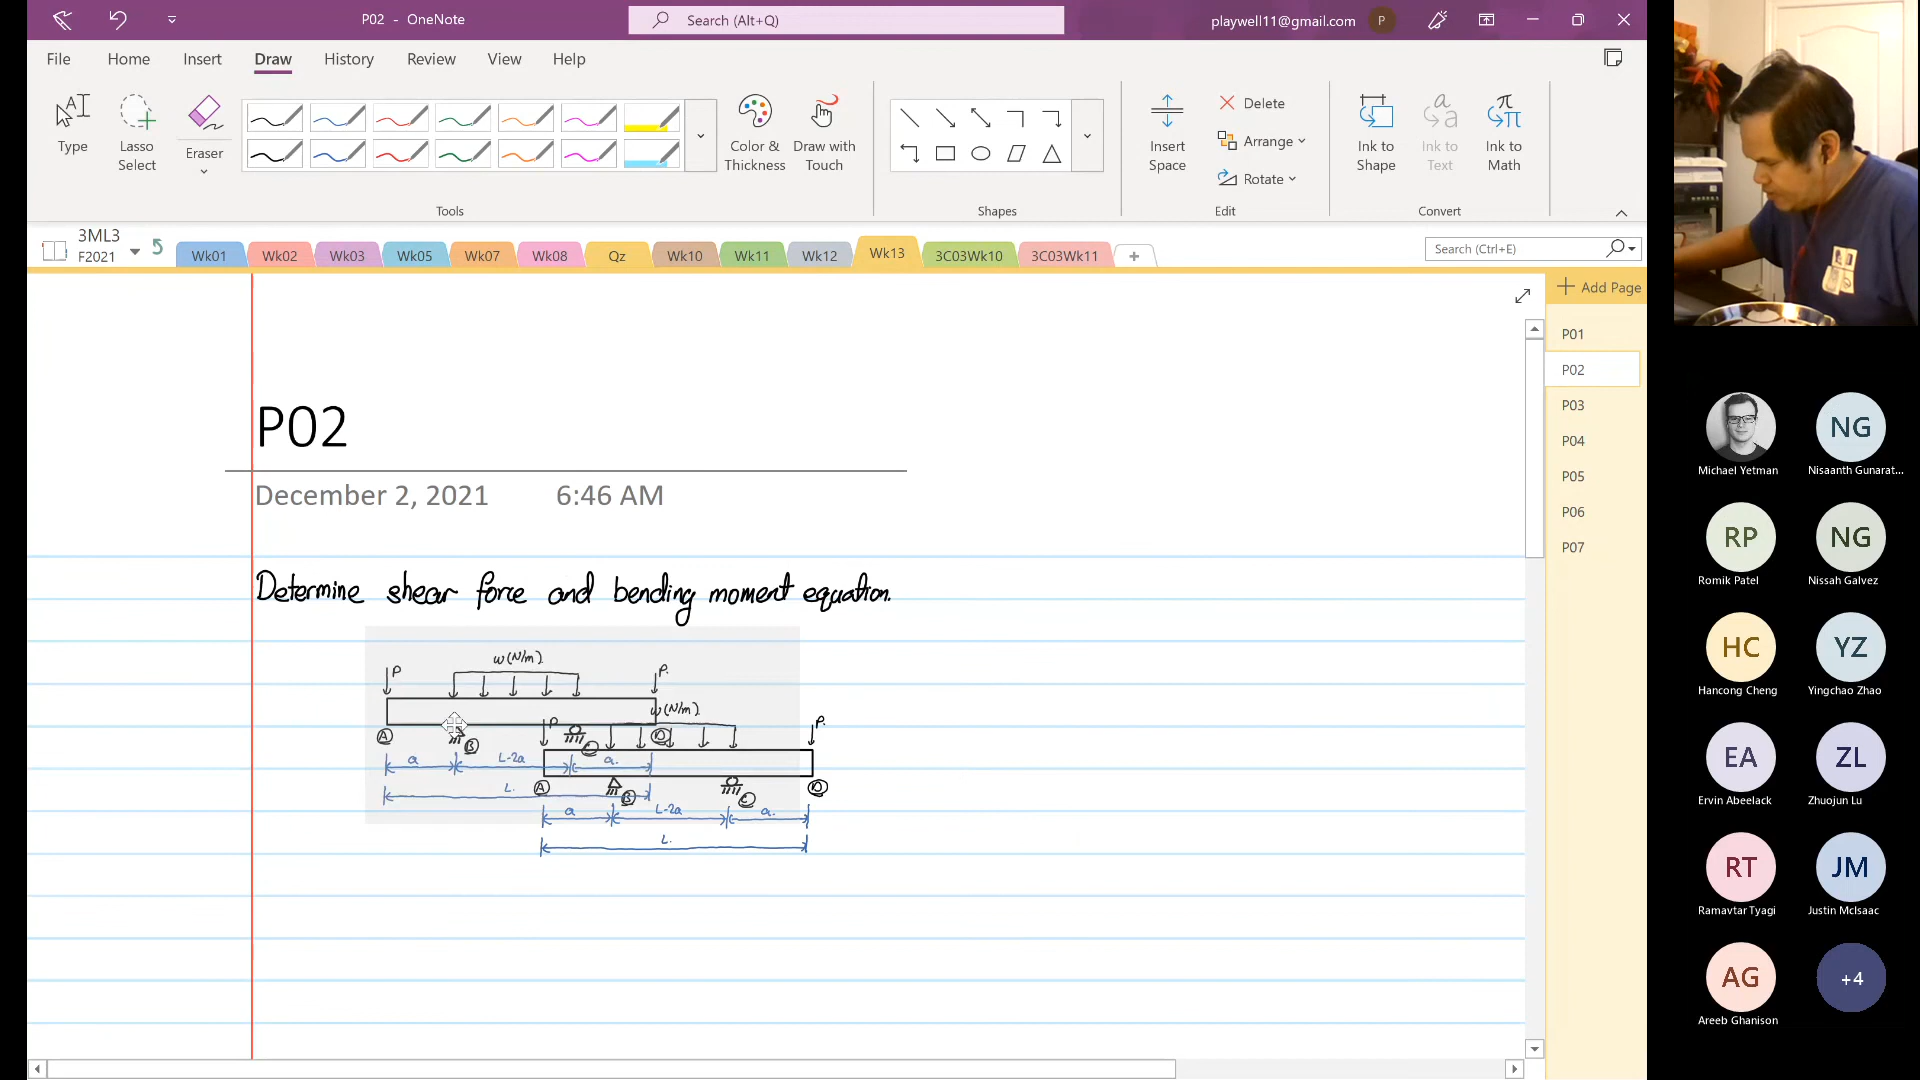 P02 - OneNote
Search (Alt+Q)
playwell11@gmail.com
P
File Home Insert Draw History Review View Help
Type
Lasso Select
Eraser
Color & Thickness
Draw with Touch
Insert Space
Delete
Arrange
Rotate
Ink to Shape
Ink to Text
Ink to Math
Tools Shapes Edit Convert
3ML3
F2021
Wk01 Wk02 Wk03 Wk05 Wk07 Wk08 Qz Wk10 Wk11 Wk12 Wk13 3C03Wk10 3C03Wk11
Search (Ctrl+E)
Add Page
P01
P02
P03
P04
P05
P06
P07
P02
December 2, 2021 6:46 AM
Determine shear force and bending moment equation.
w(N/m)
P P.
A B C D
a L-2a a.
L.
w(N/m)
P P.
A B C D
a L-2a a.
L.
Michael Yetman
NG
Nisaanth Gunarat...
RP
Romik Patel
NG
Nissah Galvez
HC
Hancong Cheng
YZ
Yingchao Zhao
EA
Ervin Abeelack
ZL
Zhuojun Lu
RT
Ramavtar Tyagi
JM
Justin McIsaac
AG
Areeb Ghanison
+4